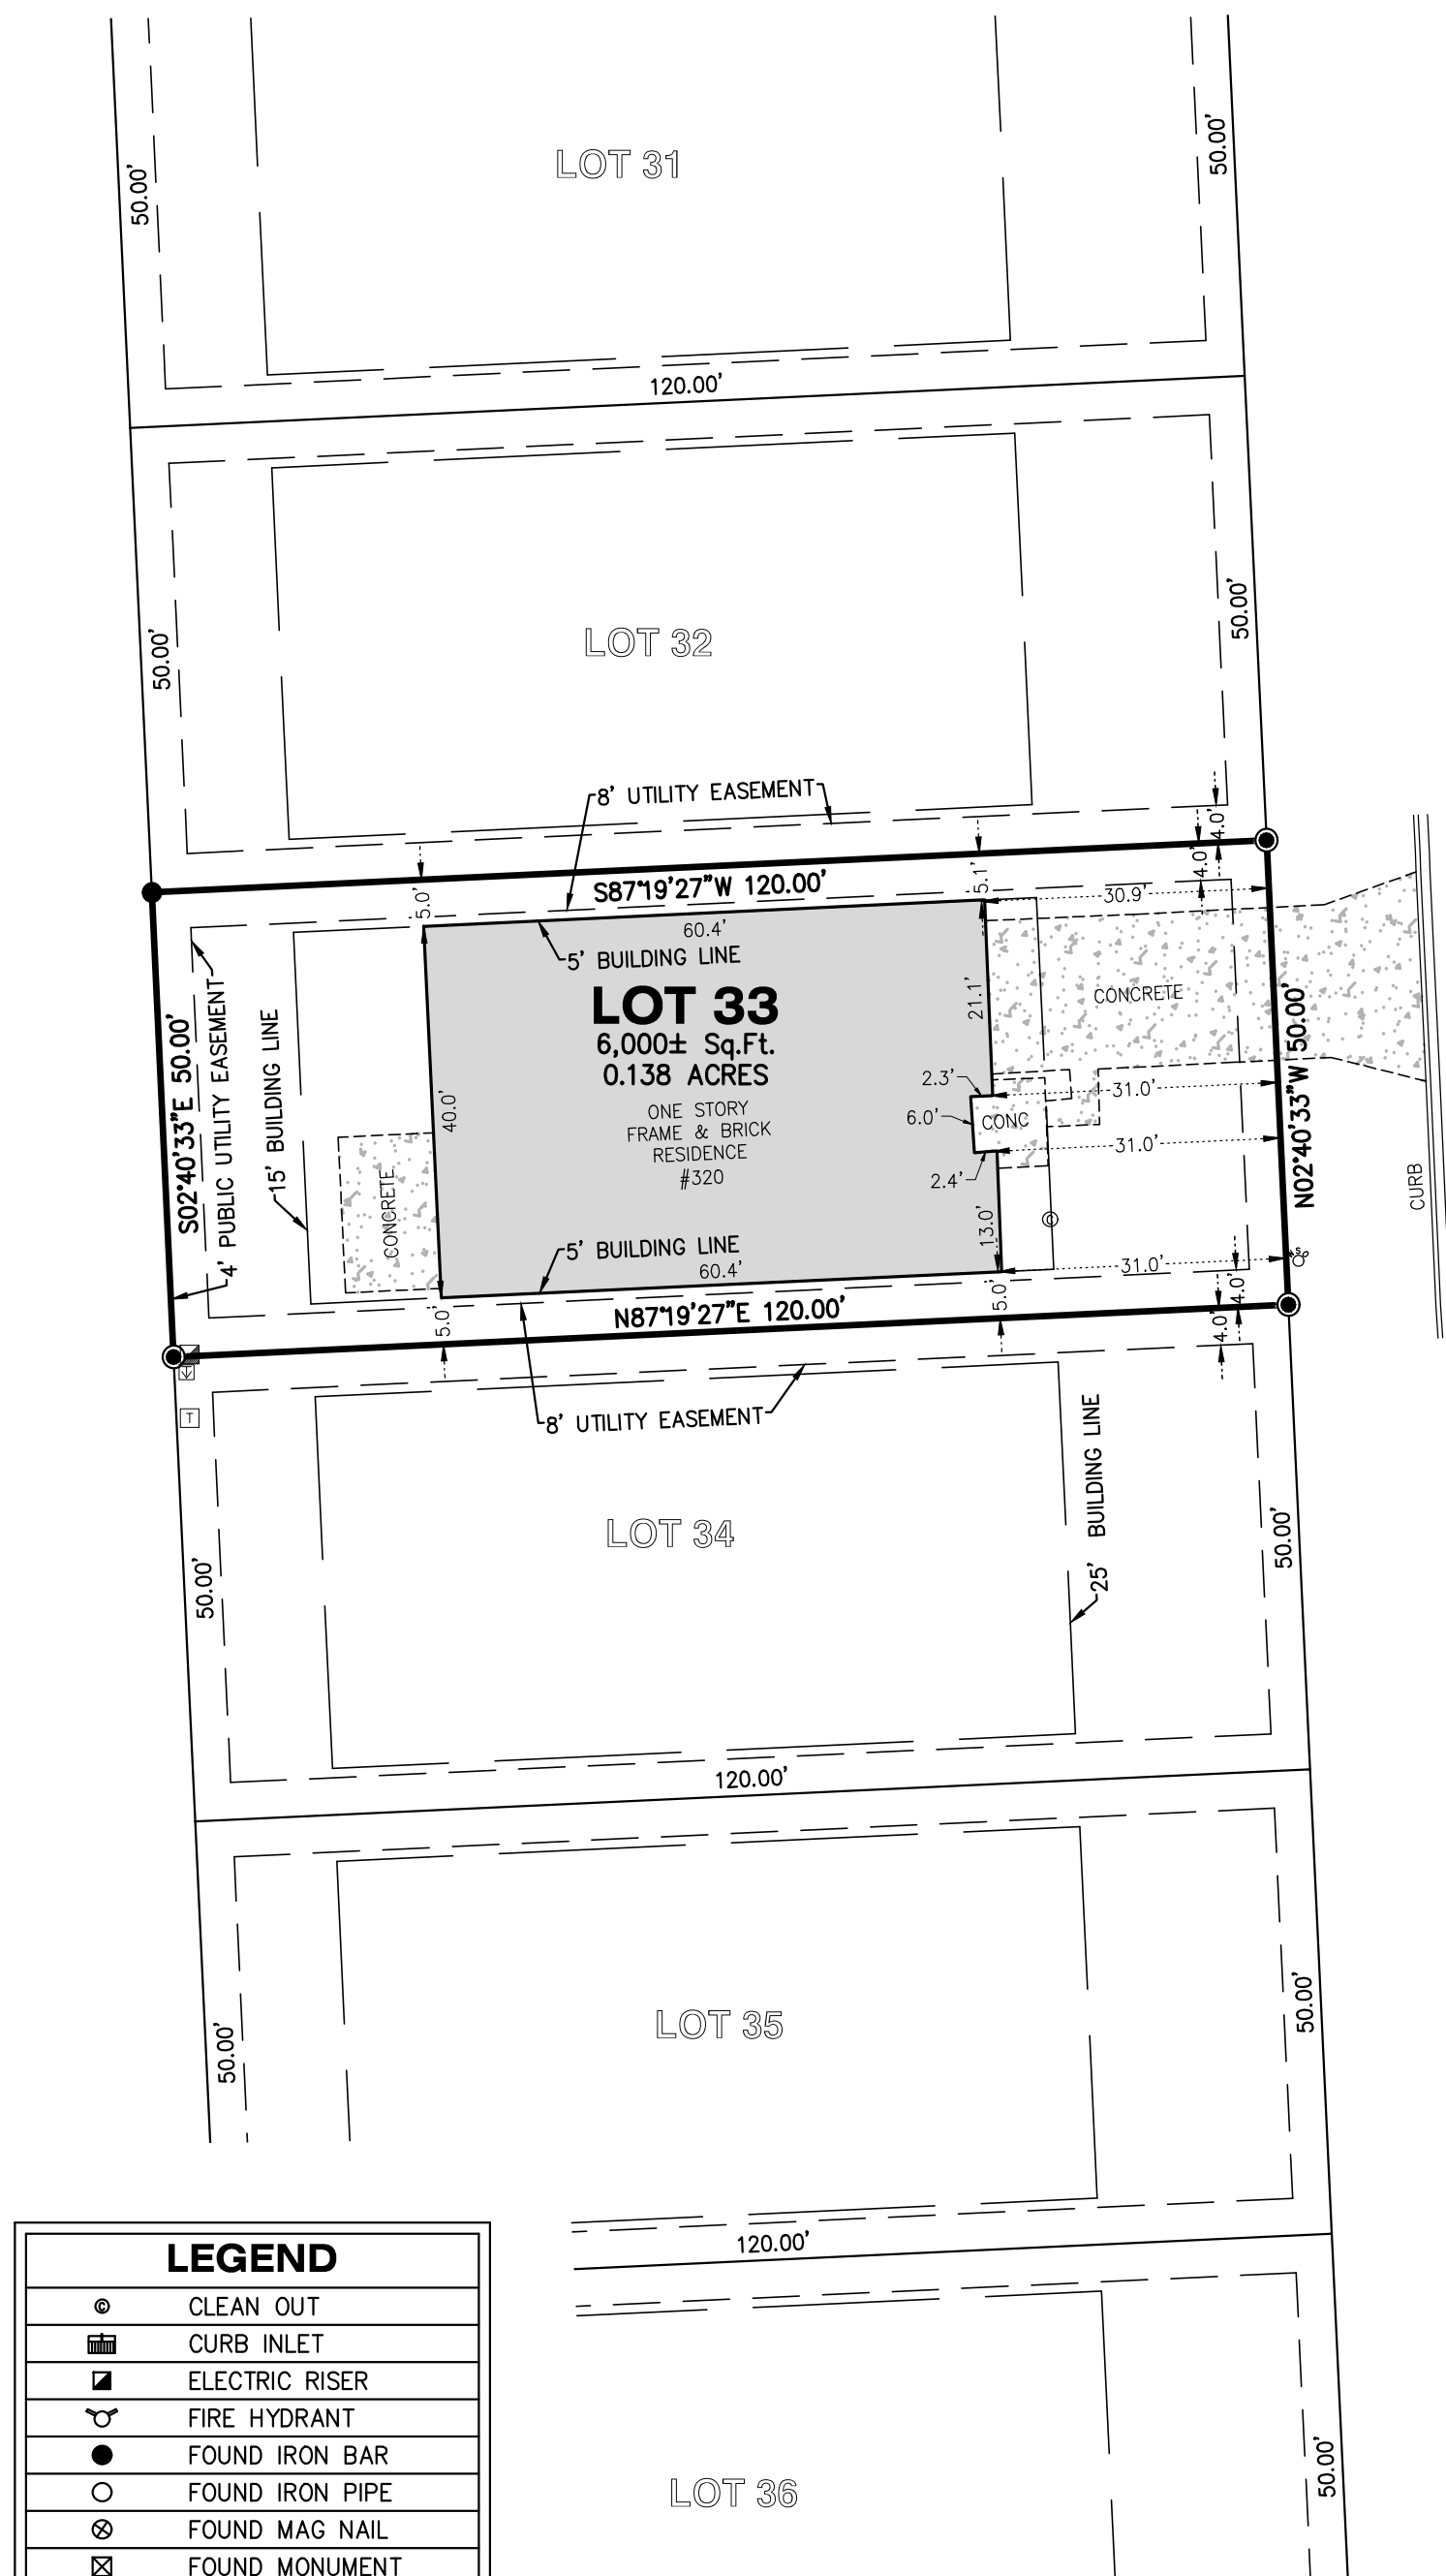 LOT 31
50.00'
50.00'
120.00'
LOT 32
50.00'
50.00'
8' UTILITY EASEMENT
4.0'
4.0'
5.0'
5.1'
S87°19'27"W 120.00'
30.9'
60.4'
5' BUILDING LINE
LOT 33
6,000± Sq.Ft.
0.138 ACRES
ONE STORY
FRAME & BRICK
RESIDENCE
#320
21.1'
CONCRETE
2.3'
31.0'
6.0'
CONC
31.0'
2.4'
13.0'
31.0'
40.0'
CONCRETE
S02°40'33"E 50.00'
4' PUBLIC UTILITY EASEMENT
15' BUILDING LINE
N02°40'33"W 50.00'
CURB
C
S
5' BUILDING LINE
60.4'
5.0'
5.0'
N87°19'27"E 120.00'
4.0'
4.0'
T
8' UTILITY EASEMENT
25' BUILDING LINE
LOT 34
50.00'
50.00'
120.00'
LOT 35
50.00'
50.00'
120.00'
LOT 36
50.00'
LEGEND
© CLEAN OUT
CURB INLET
ELECTRIC RISER
FIRE HYDRANT
FOUND IRON BAR
FOUND IRON PIPE
FOUND MAG NAIL
FOUND MONUMENT